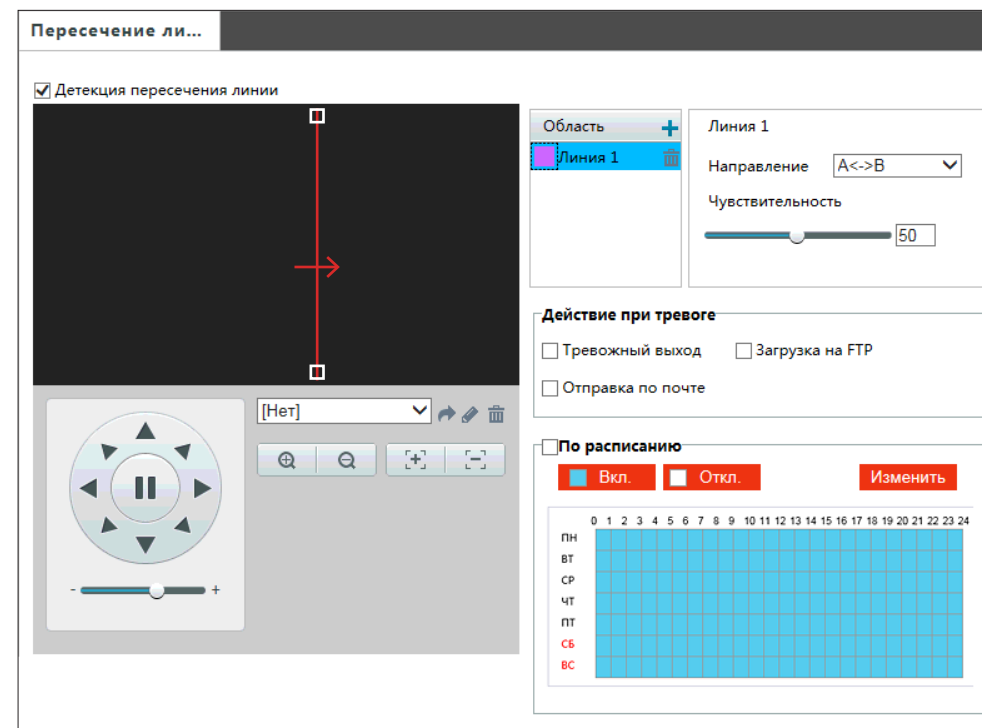 Пересечение ли...
Детекция пересечения линии
Область
Линия 1
Линия 1
Направление
A<->B
Чувствительность
50
Действие при тревоге
Тревожный выход
Загрузка на FTP
Отправка по почте
[Нет]
- +
По расписанию
Вкл.
Откл.
Изменить
0 1 2 3 4 5 6 7 8 9 10 11 12 13 14 15 16 17 18 19 20 21 22 23 24
ПН
ВТ
СР
ЧТ
ПТ
СБ
ВС